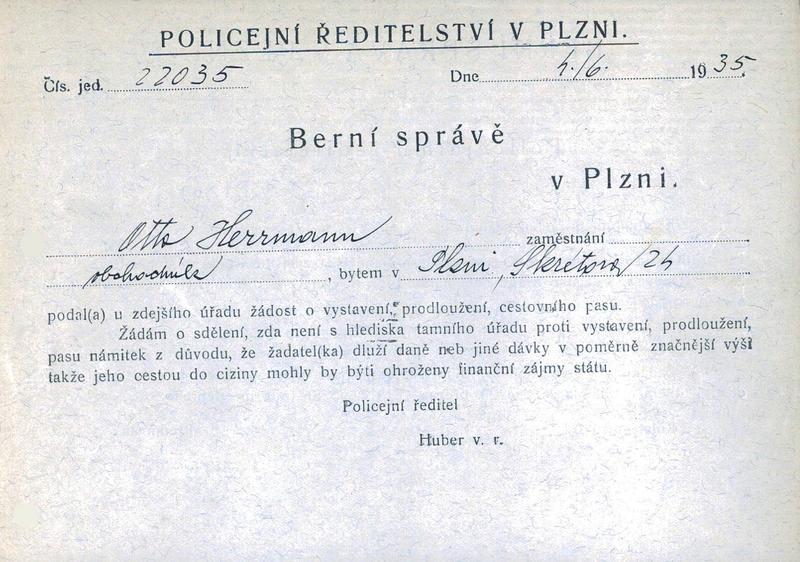 POLICEJNÍ ŘEDITELSTVÍ V PLZNI.
Čís. jed. 22035 Dne 4./6. 1935.
Berní správě
v Plzni.
Otto Herrmann zaměstnání
obchodník, bytem v Plzni, Škrétova 24
podal(a) u zdejšího úřadu žádost o vystavení, prodloužení, cestovního pasu.
Žádám o sdělení, zda není s hlediska tamního úřadu proti vystavení, prodloužení,
pasu námitek z důvodu, že žadatel(ka) dluží daně neb jiné dávky v poměrně značnější výši
takže jeho cestou do ciziny mohly by býti ohroženy finanční zájmy státu.
Policejní ředitel
Huber v. r.